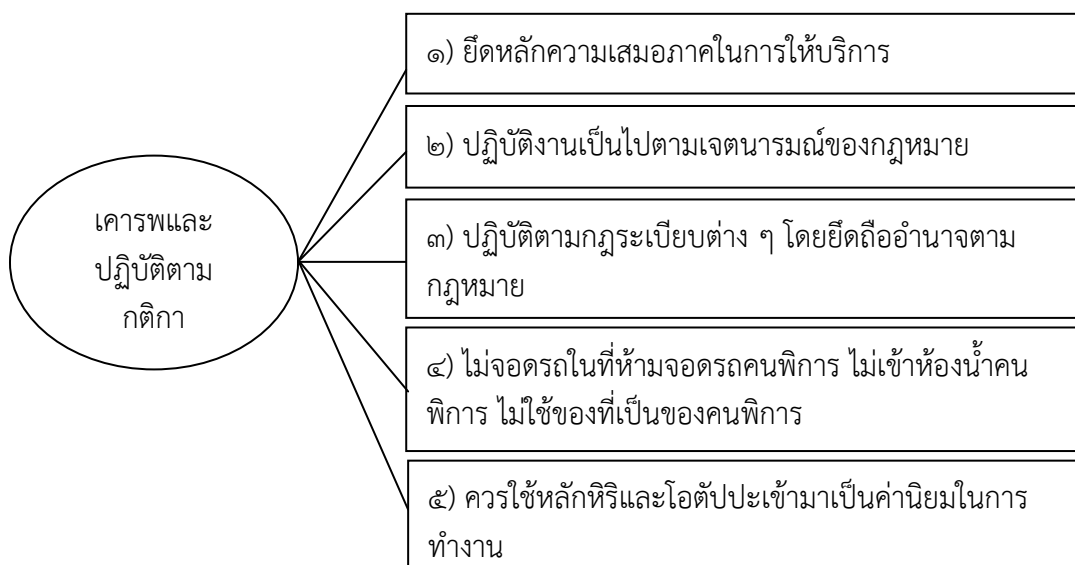 ๑) ยึดหลักความเสมอภาคในการให้บริการ
๒) ปฏิบัติงานเป็นไปตามเจตนารมณ์ของกฎหมาย
เคารพและ
ปฏิบัติตาม
กติกา
๓) ปฏิบัติตามกฎระเบียบต่าง ๆ โดยยึดถืออำนาจตาม
กฎหมาย
๔) ไม่จอดรถในที่ห้ามจอดรถคนพิการ ไม่เข้าห้องน้ำคน
พิการ ไม่ใช้ของที่เป็นของคนพิการ
๕) ควรใช้หลักหิริและโอตัปปะเข้ามาเป็นค่านิยมในการ
ทำงาน